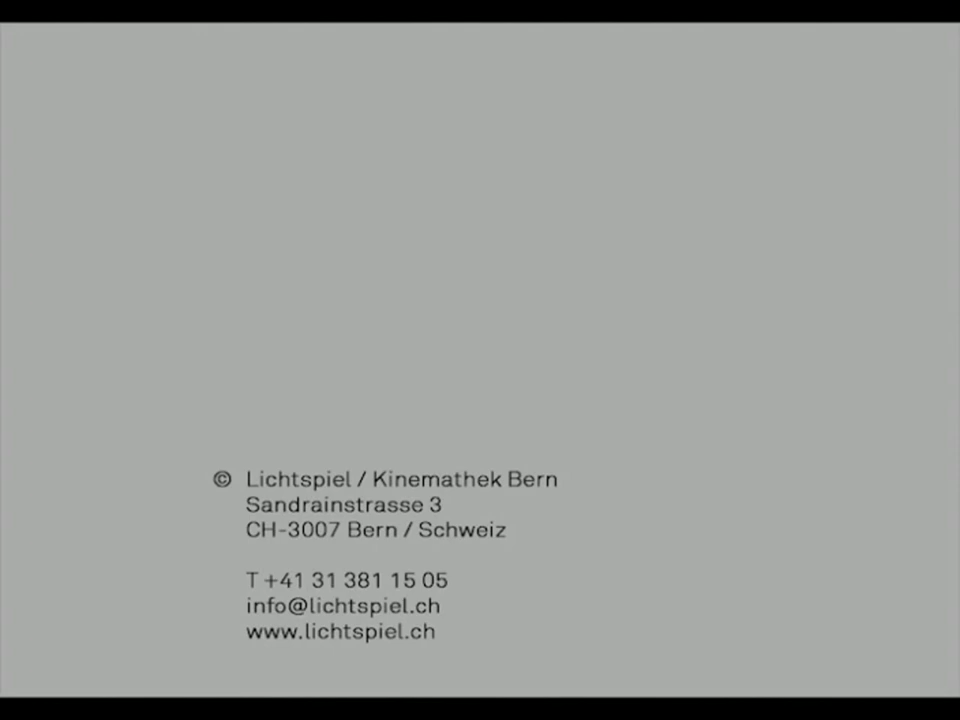 © Lichtspiel / Kinemathek Bern
Sandrainstrasse 3
CH-3007 Bern / Schweiz
T +41 31 381 15 05
info@lichtspiel.ch
www.lichtspiel.ch